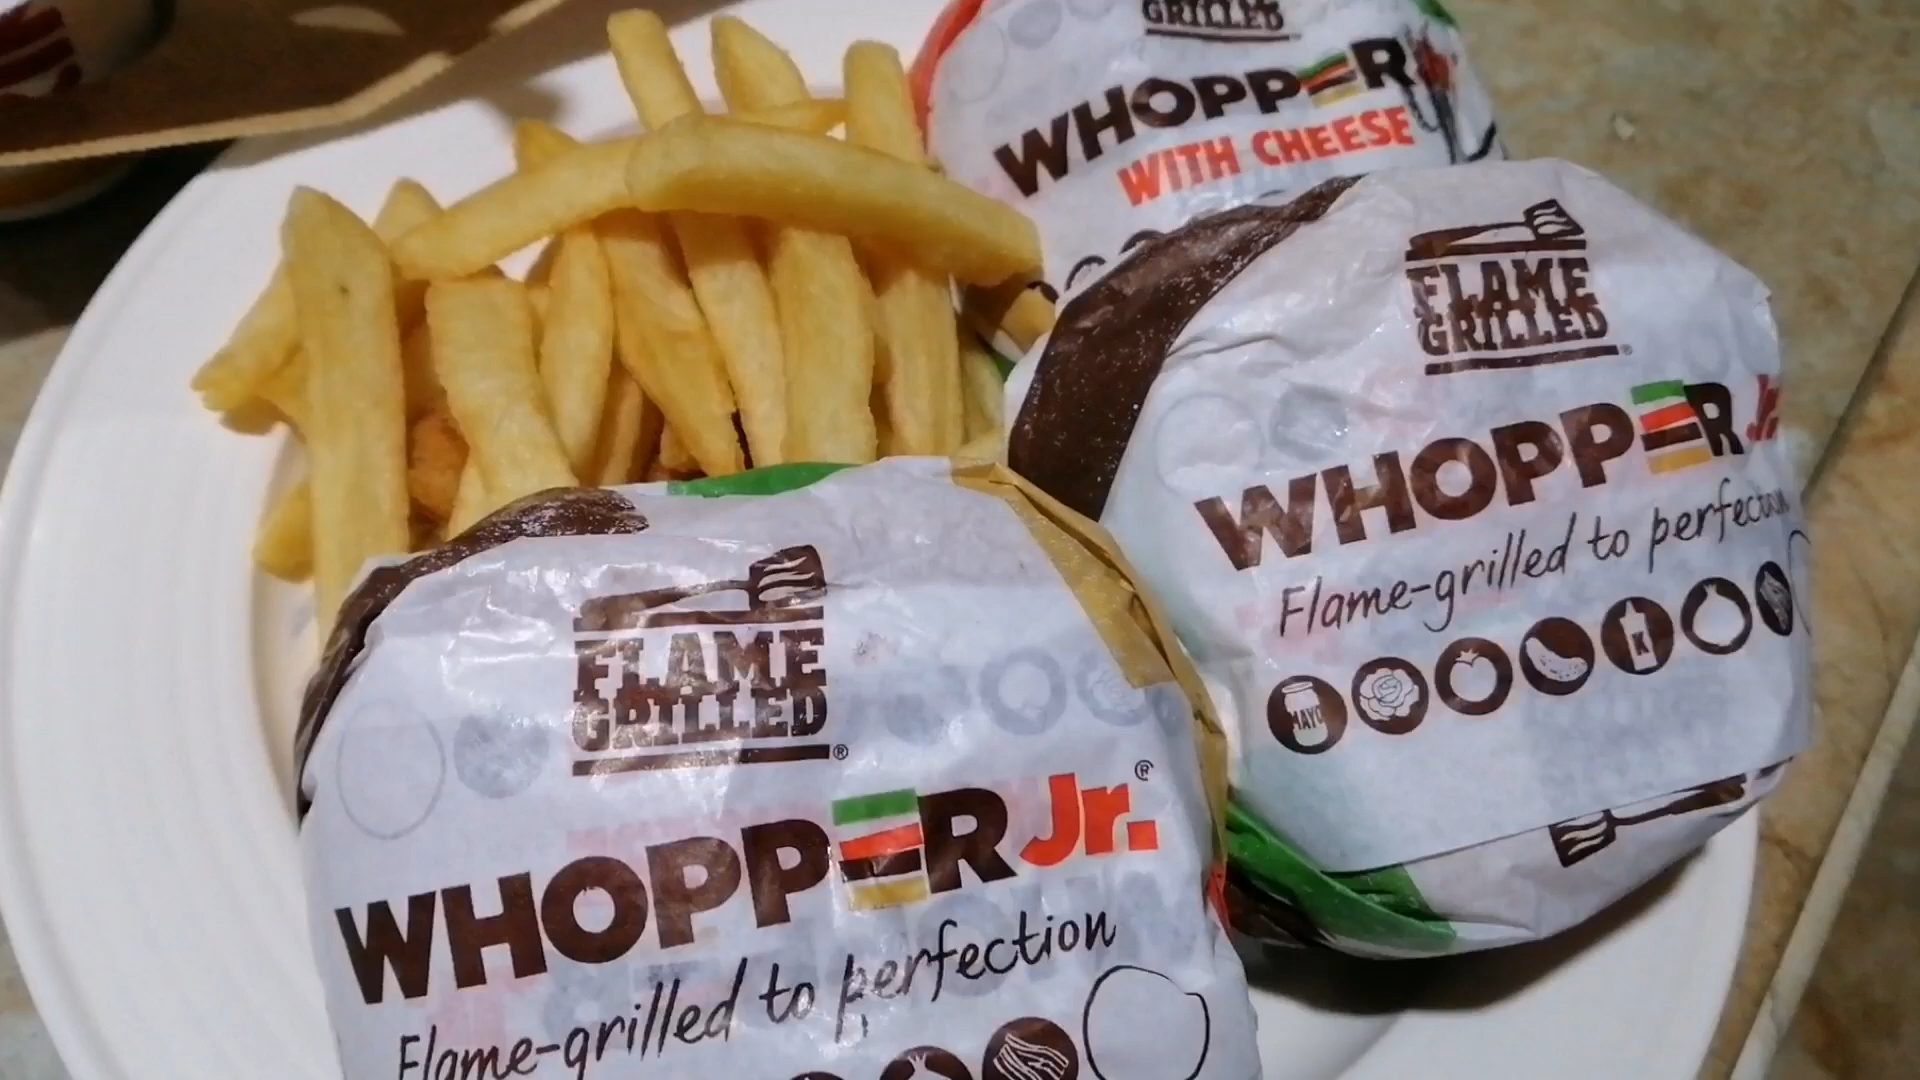 GRILLED
WHOPPER
WITH CHEESE
FLAME
GRILLED®
WHOPPER Jr.
Flame-grilled to perfection
MAYO
K
FLAME
GRILLED®
WHOPPER Jr.®
Flame-grilled to perfection